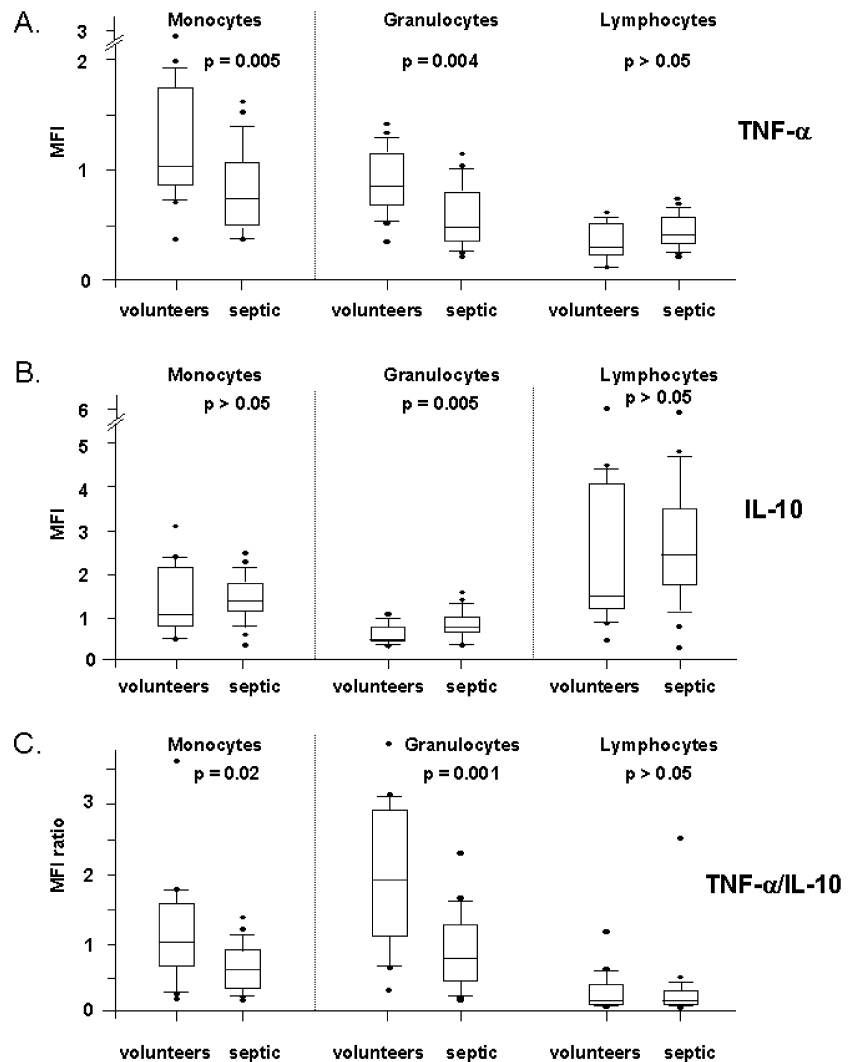 A.
Monocytes Granulocytes Lymphocytes
p = 0.005 p = 0.004 p > 0.05
3
2
1
0
MFI
TNF-α
volunteers septic volunteers septic volunteers septic
B.
Monocytes Granulocytes Lymphocytes
p > 0.05 p = 0.005 p > 0.05
6
5
4
3
2
1
0
MFI
IL-10
volunteers septic volunteers septic volunteers septic
C.
Monocytes Granulocytes Lymphocytes
p = 0.02 p = 0.001 p > 0.05
3
2
1
0
MFI ratio
TNF-α/IL-10
volunteers septic volunteers septic volunteers septic